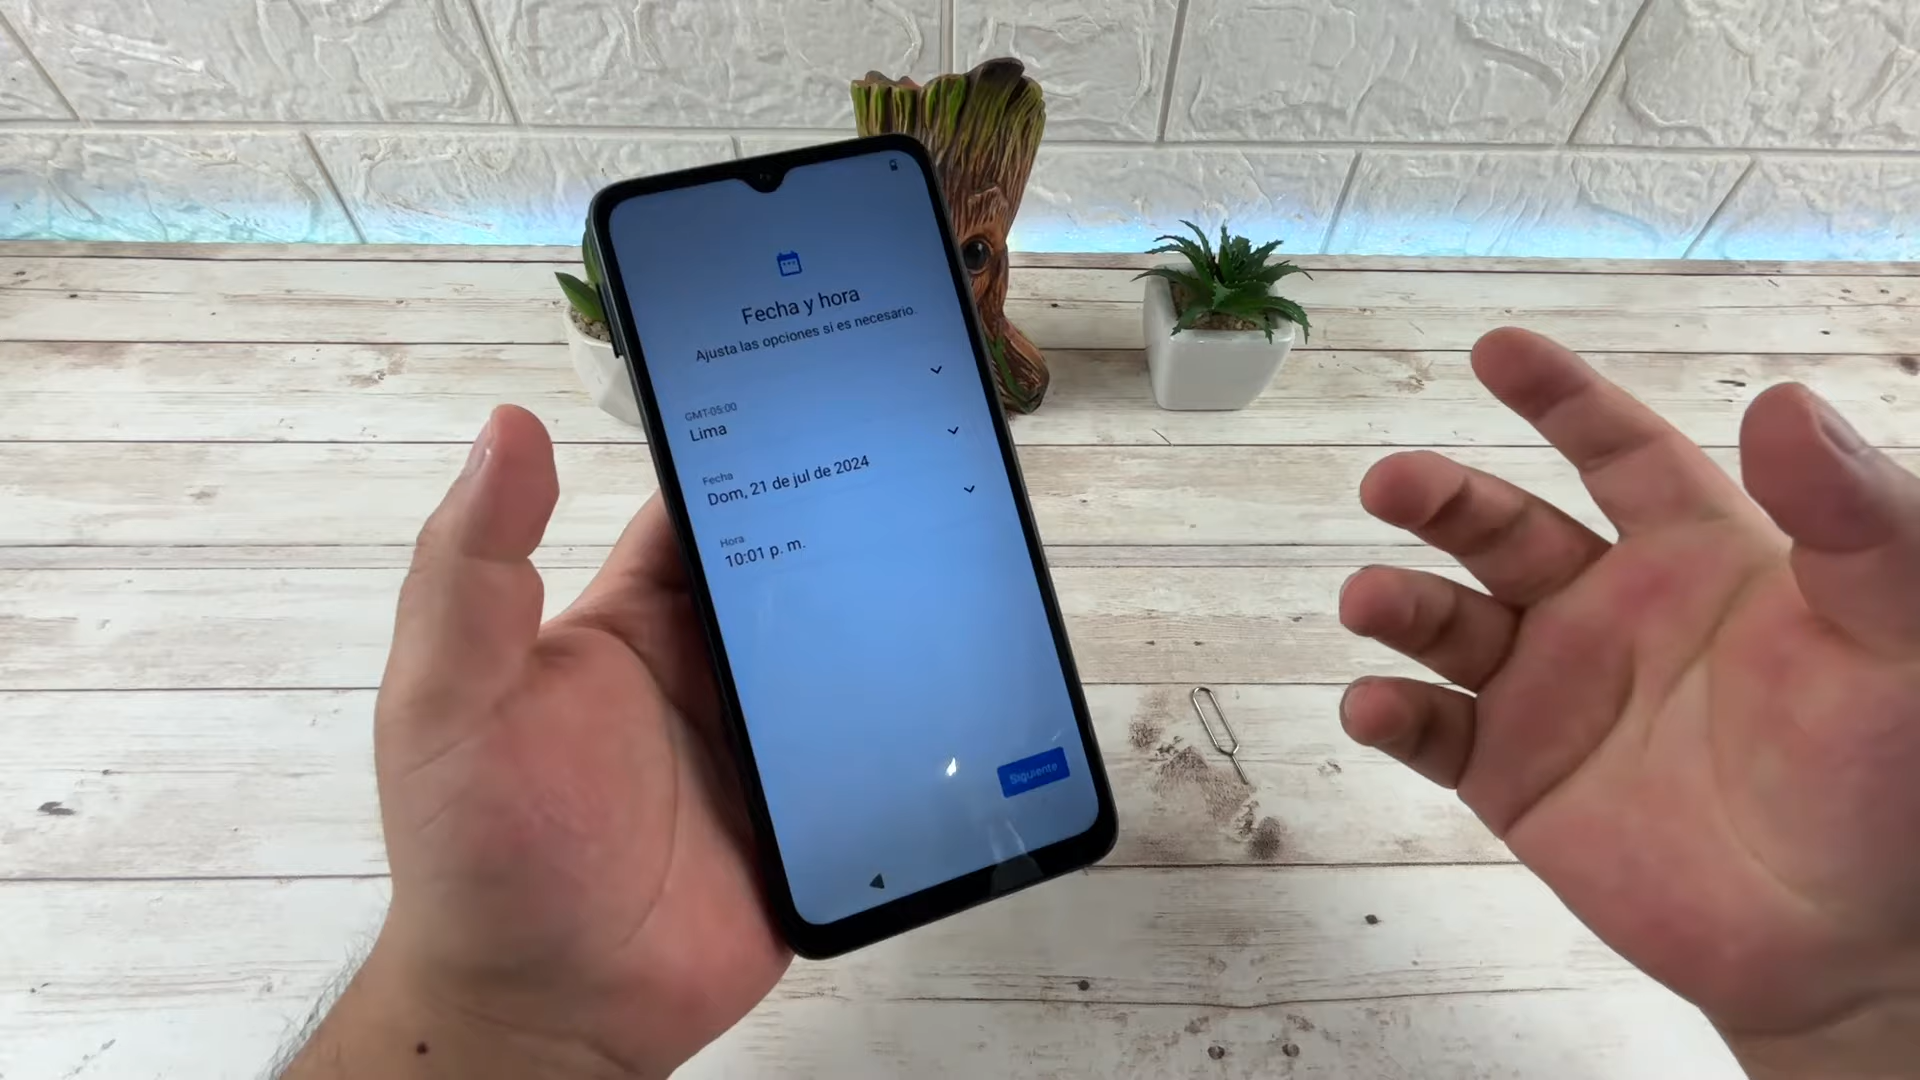 Fecha y hora
Ajusta las opciones si es necesario.
GMT-05:00
Lima
Fecha
Dom, 21 de jul de 2024
Hora
10:01 p. m.
Siguiente